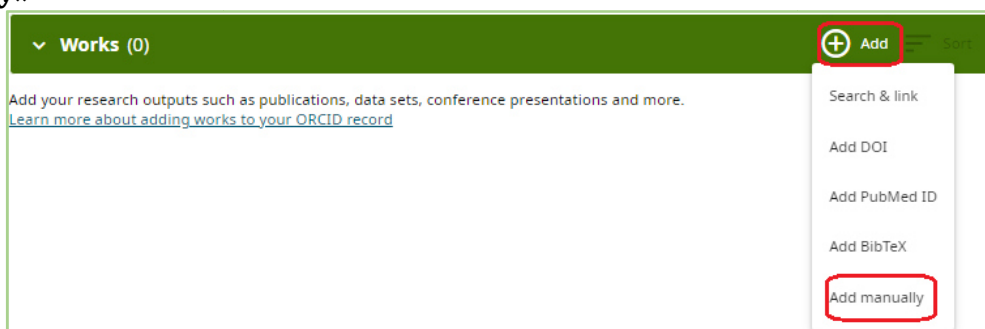 Works (0)
Add
Sort
Add your research outputs such as publications, data sets, conference presentations and more.
Learn more about adding works to your ORCID record
Search & link
Add DOI
Add PubMed ID
Add BibTeX
Add manually